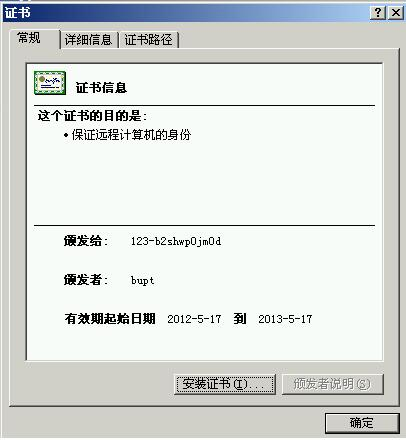 证书
常规 详细信息 证书路径
证书信息
这个证书的目的是:
•保证远程计算机的身份
颁发给: 123-b2shwp0jm0d
颁发者: bupt
有效期起始日期 2012-5-17 到 2013-5-17
安装证书(I)... 颁发者说明(S)
确定